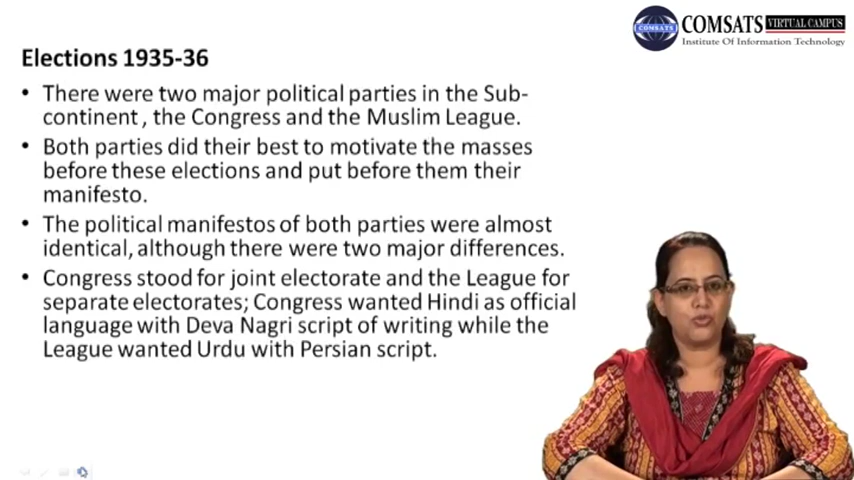 COMSATS VIRTUAL CAMPUS
COMSATS
Institute Of Information Technology
Elections 1935-36
• There were two major political parties in the Sub-
continent , the Congress and the Muslim League.
• Both parties did their best to motivate the masses
before these elections and put before them their
manifesto.
• The political manifestos of both parties were almost
identical, although there were two major differences.
• Congress stood for joint electorate and the League for
separate electorates; Congress wanted Hindi as official
language with Deva Nagri script of writing while the
League wanted Urdu with Persian script.